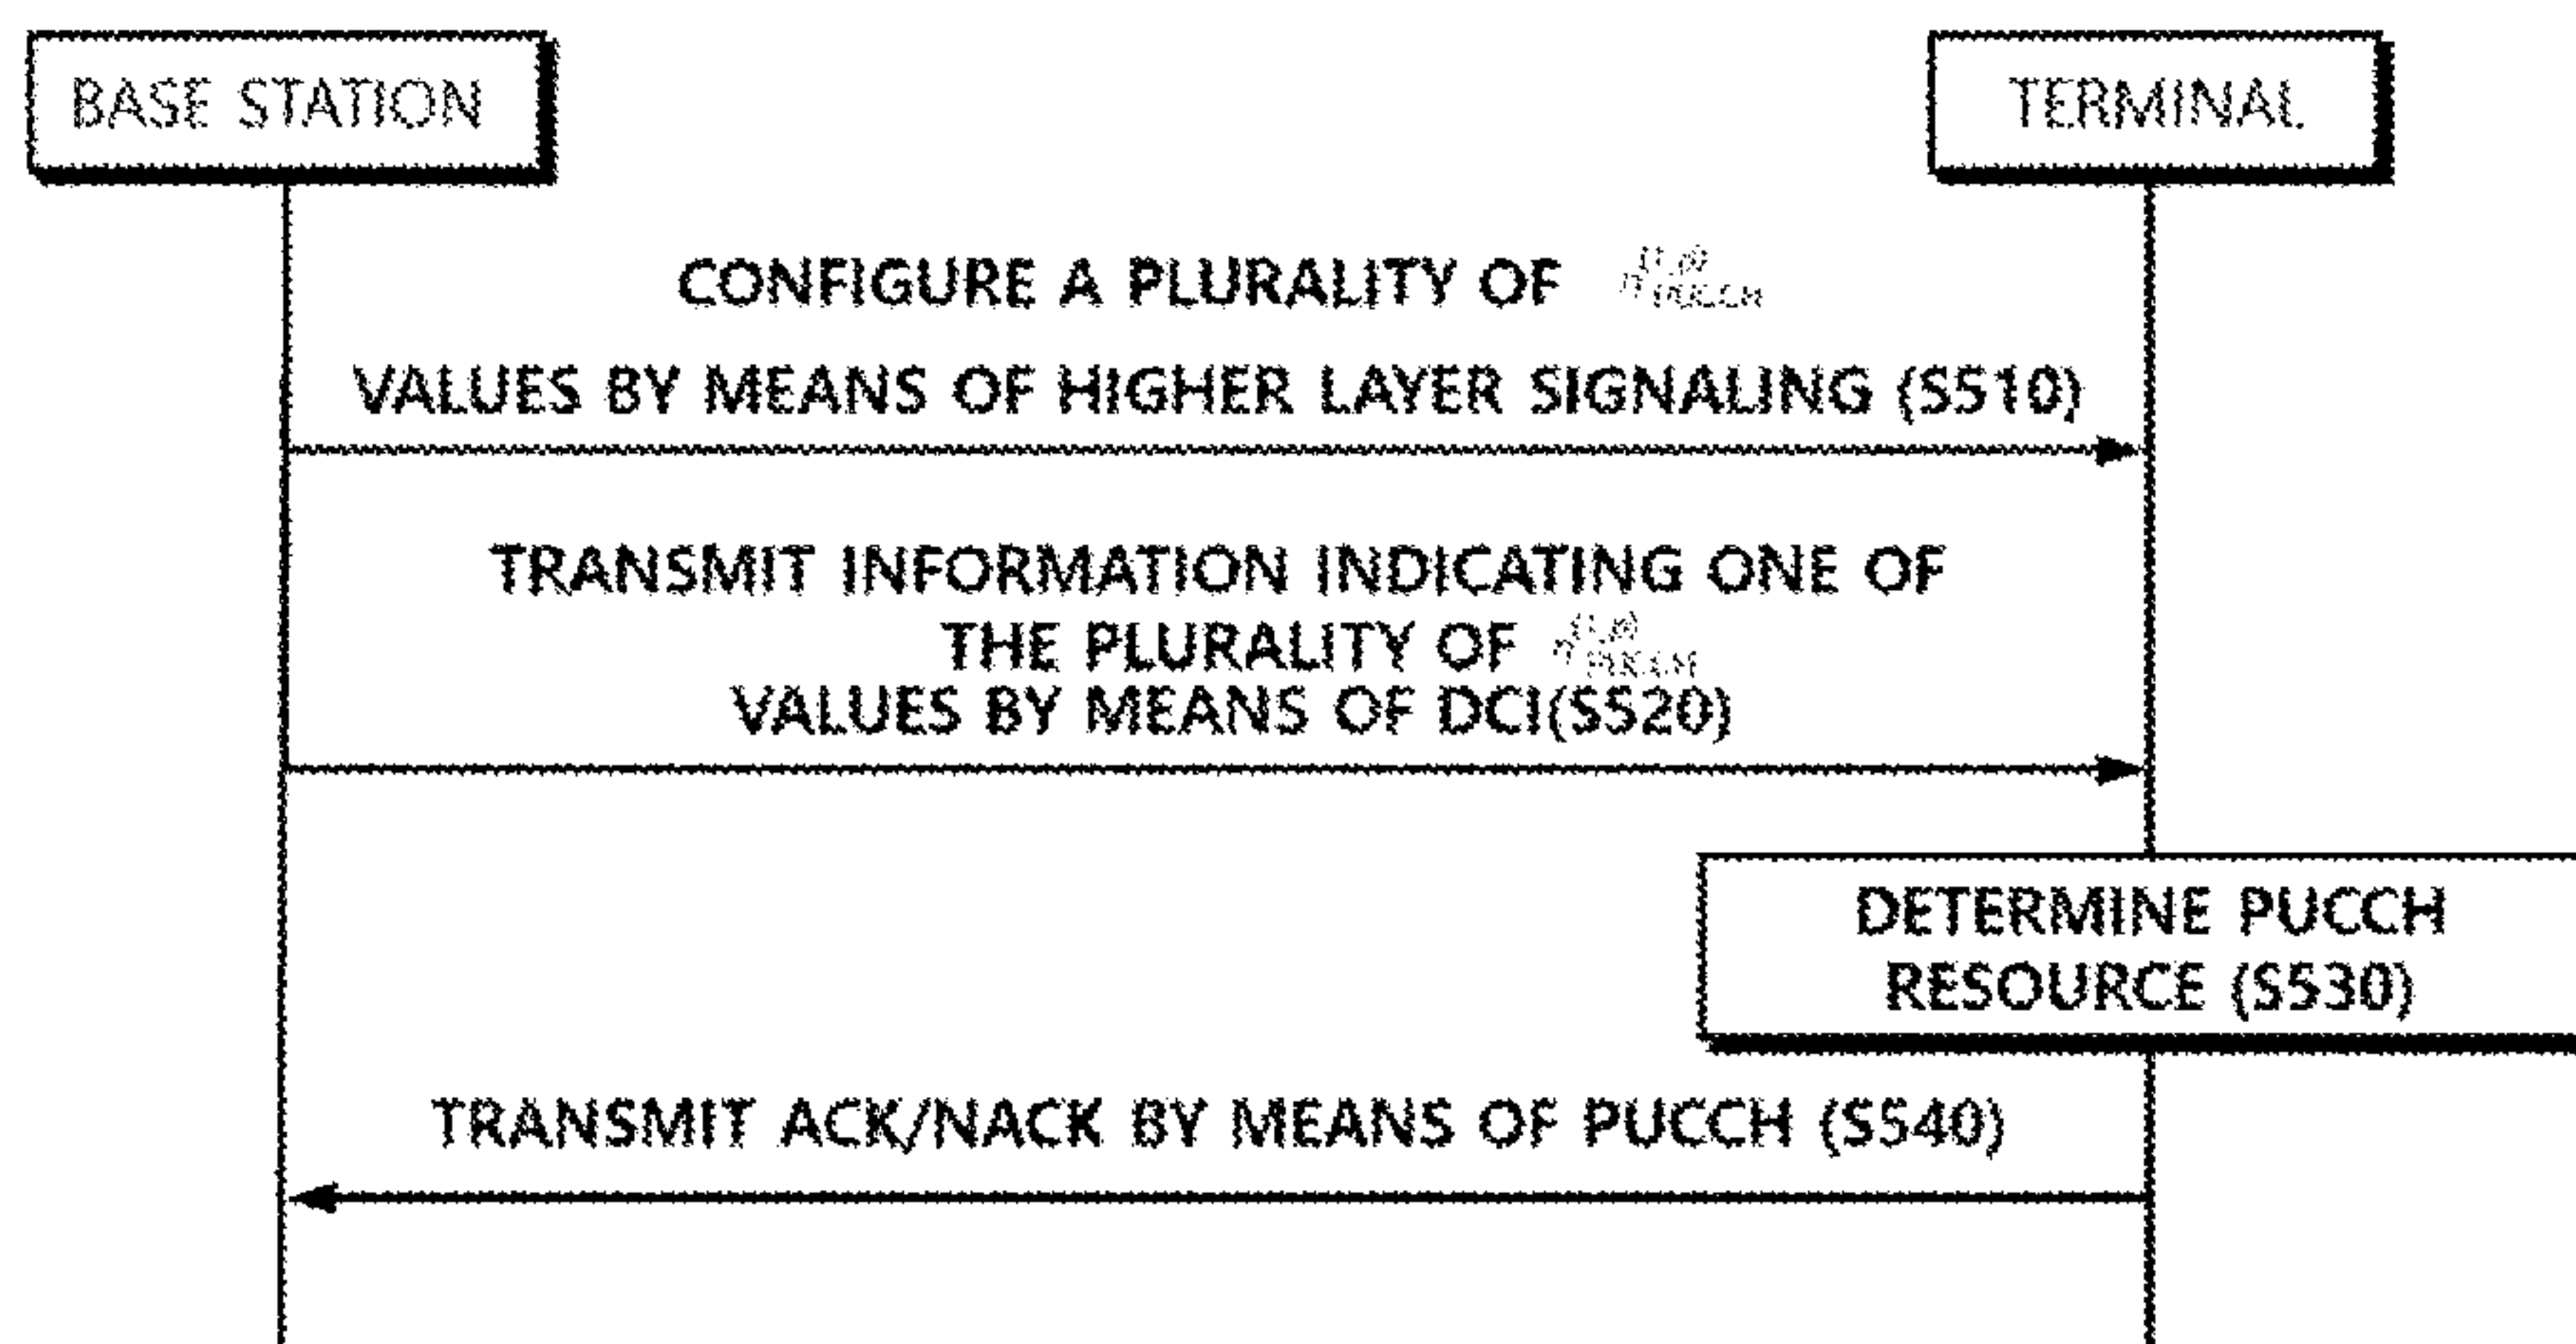 BASE STATION
TERMINAL
CONFIGURE A PLURALITY OF
VALUES BY MEANS OF HIGHER LAYER SIGNALING (S510)
TRANSMIT INFORMATION INDICATING ONE OF
THE PLURALITY OF
VALUES BY MEANS OF DCI(S520)
DETERMINE PUCCH
RESOURCE (S530)
TRANSMIT ACK/NACK BY MEANS OF PUCCH (S540)